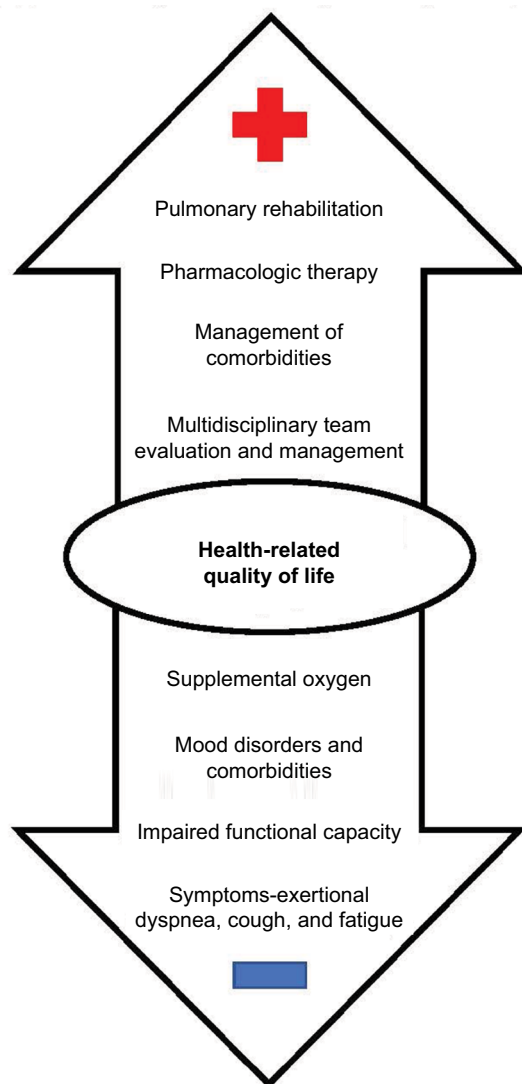 Pulmonary rehabilitation
Pharmacologic therapy
Management of
comorbidities
Multidisciplinary team
evaluation and management
Health-related
quality of life
Supplemental oxygen
Mood disorders and
comorbidities
Impaired functional capacity
Symptoms-exertional
dyspnea, cough, and fatigue